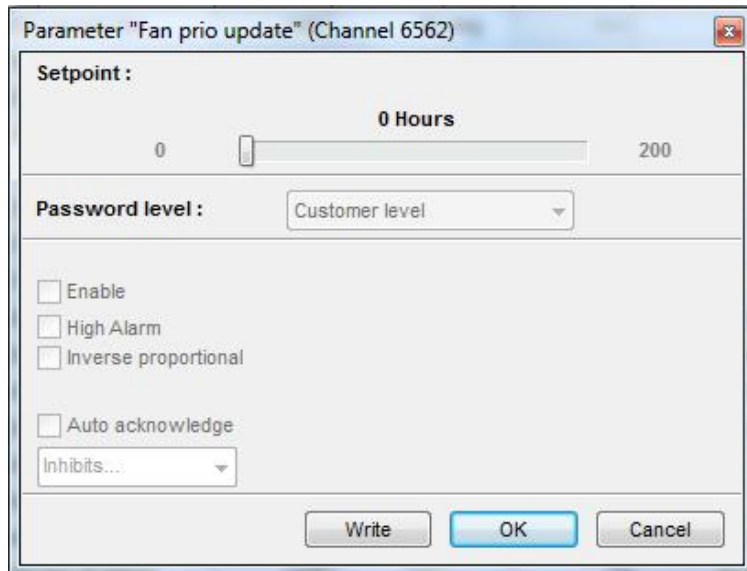 Parameter "Fan prio update" (Channel 6562)
Setpoint :
0 Hours
0 200
Password level : Customer level
Enable
High Alarm
Inverse proportional
Auto acknowledge
Inhibits...
Write OK Cancel